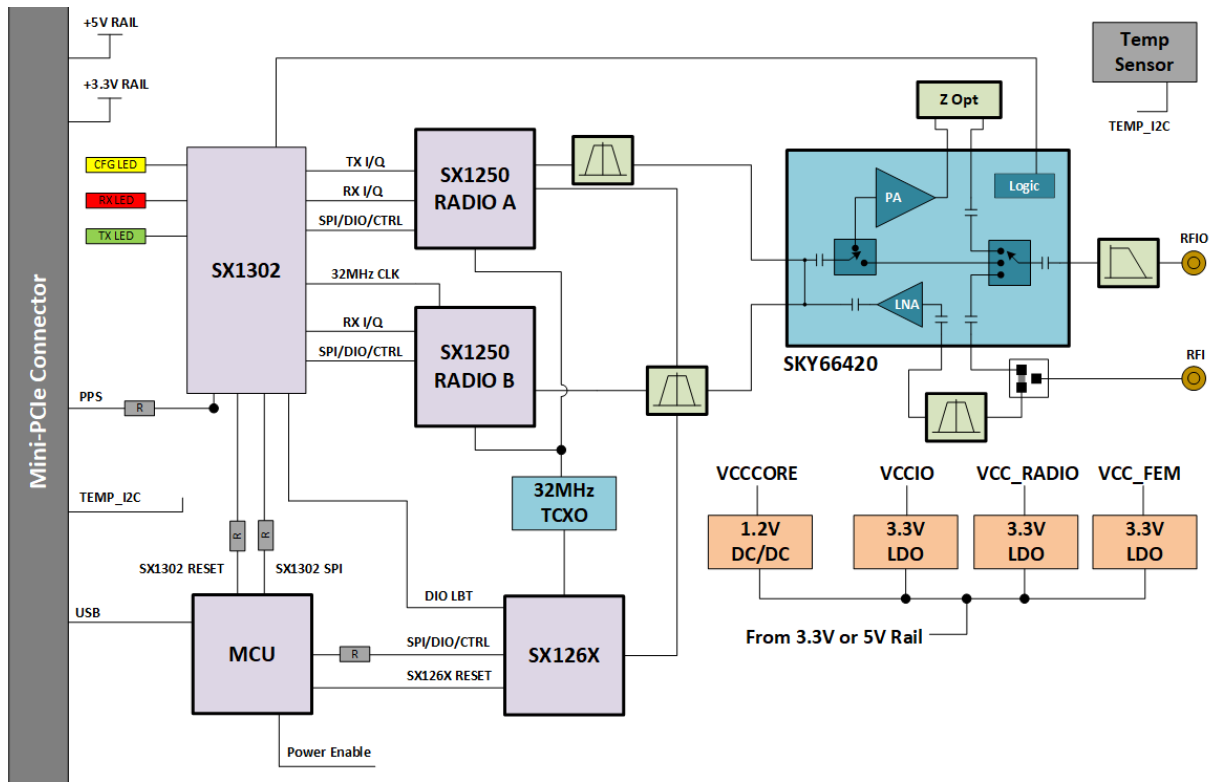 +5V RAIL
+3.3V RAIL
CFG LED
RX LED
TX LED
Mini-PCIe Connector
PPS
R
TEMP_I2C
USB
SX1302
TX I/Q
RX I/Q
SPI/DIO/CTRL
32MHz CLK
RX I/Q
SPI/DIO/CTRL
SX1250
RADIO A
SX1250
RADIO B
32MHz
TCXO
R
R
SX1302 RESET
SX1302 SPI
MCU
DIO LBT
SPI/DIO/CTRL
R
SX126X RESET
SX126X
Power Enable
Z Opt
Temp
Sensor
TEMP_I2C
PA
Logic
LNA
SKY66420
RFIO
RFI
VCCCORE
VCCIO
VCC_RADIO
VCC_FEM
1.2V
DC/DC
3.3V
LDO
3.3V
LDO
3.3V
LDO
From 3.3V or 5V Rail